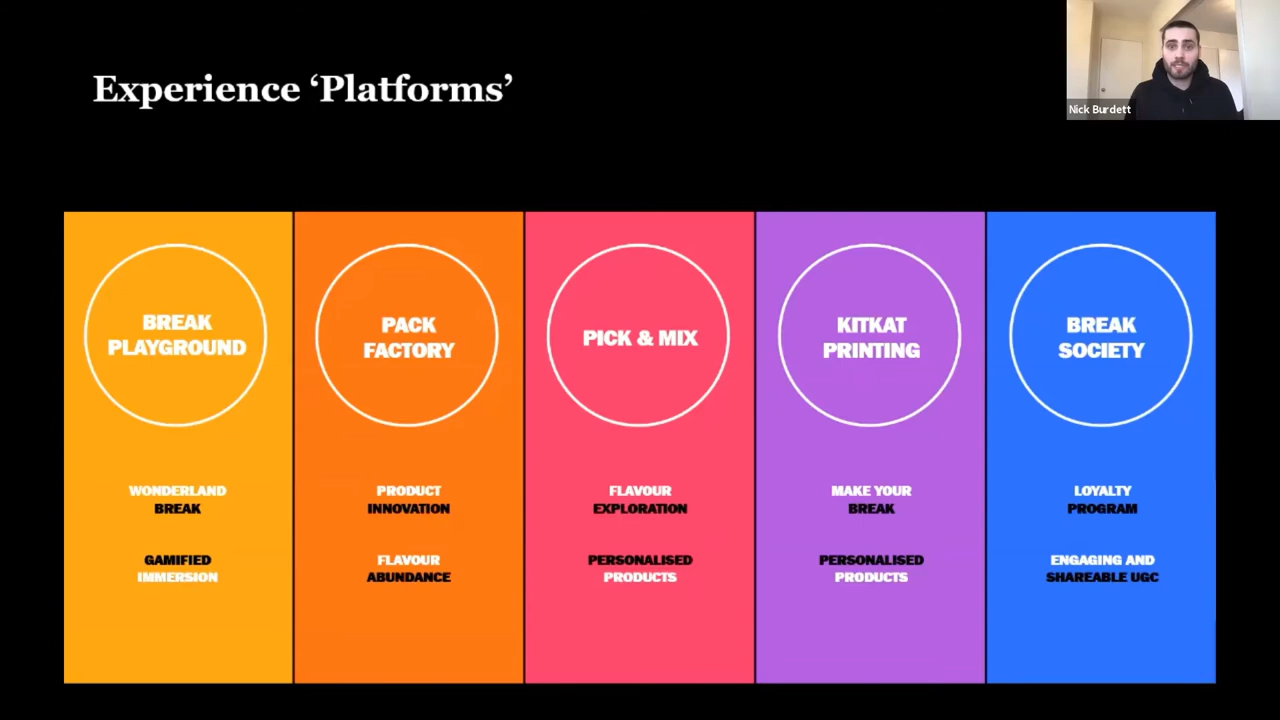 Experience ‘Platforms’
Nick Burdett
BREAK
PLAYGROUND
WONDERLAND
BREAK
GAMIFIED
IMMERSION
PACK
FACTORY
PRODUCT
INNOVATION
FLAVOUR
ABUNDANCE
PICK & MIX
FLAVOUR
EXPLORATION
PERSONALISED
PRODUCTS
KITKAT
PRINTING
MAKE YOUR
BREAK
PERSONALISED
PRODUCTS
BREAK
SOCIETY
LOYALTY
PROGRAM
ENGAGING AND
SHAREABLE UGC